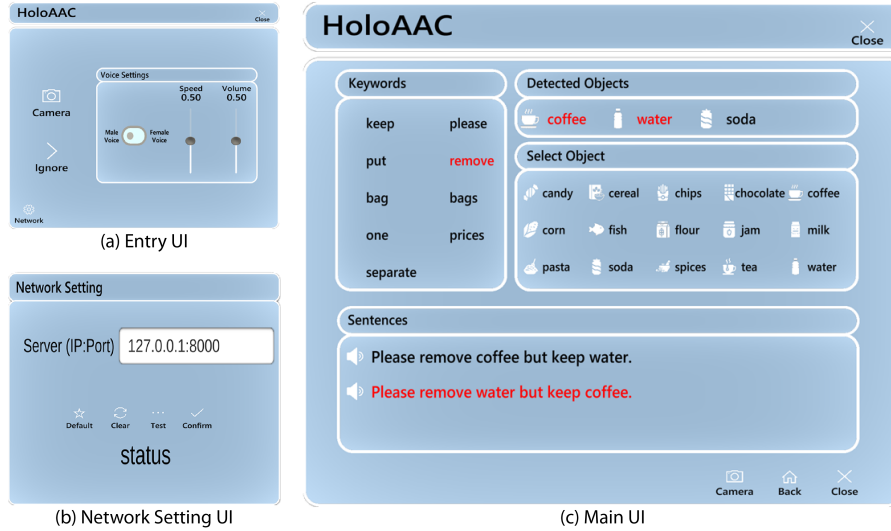 HoloAAC
Close
Camera
Ignore
Network
Voice Settings
Speed
0.50
Volume
0.50
Male
Voice
Female
Voice
(a) Entry UI
Network Setting
Server (IP:Port) 127.0.0.1:8000
Default Clear Test Confirm
status
(b) Network Setting UI
HoloAAC
Close
Keywords
keep please
put remove
bag bags
one prices
separate
Detected Objects
coffee water soda
Select Object
candy cereal chips chocolate coffee
corn fish flour jam milk
pasta soda spices tea water
Sentences
Please remove coffee but keep water.
Please remove water but keep coffee.
Camera Back Close
(c) Main UI